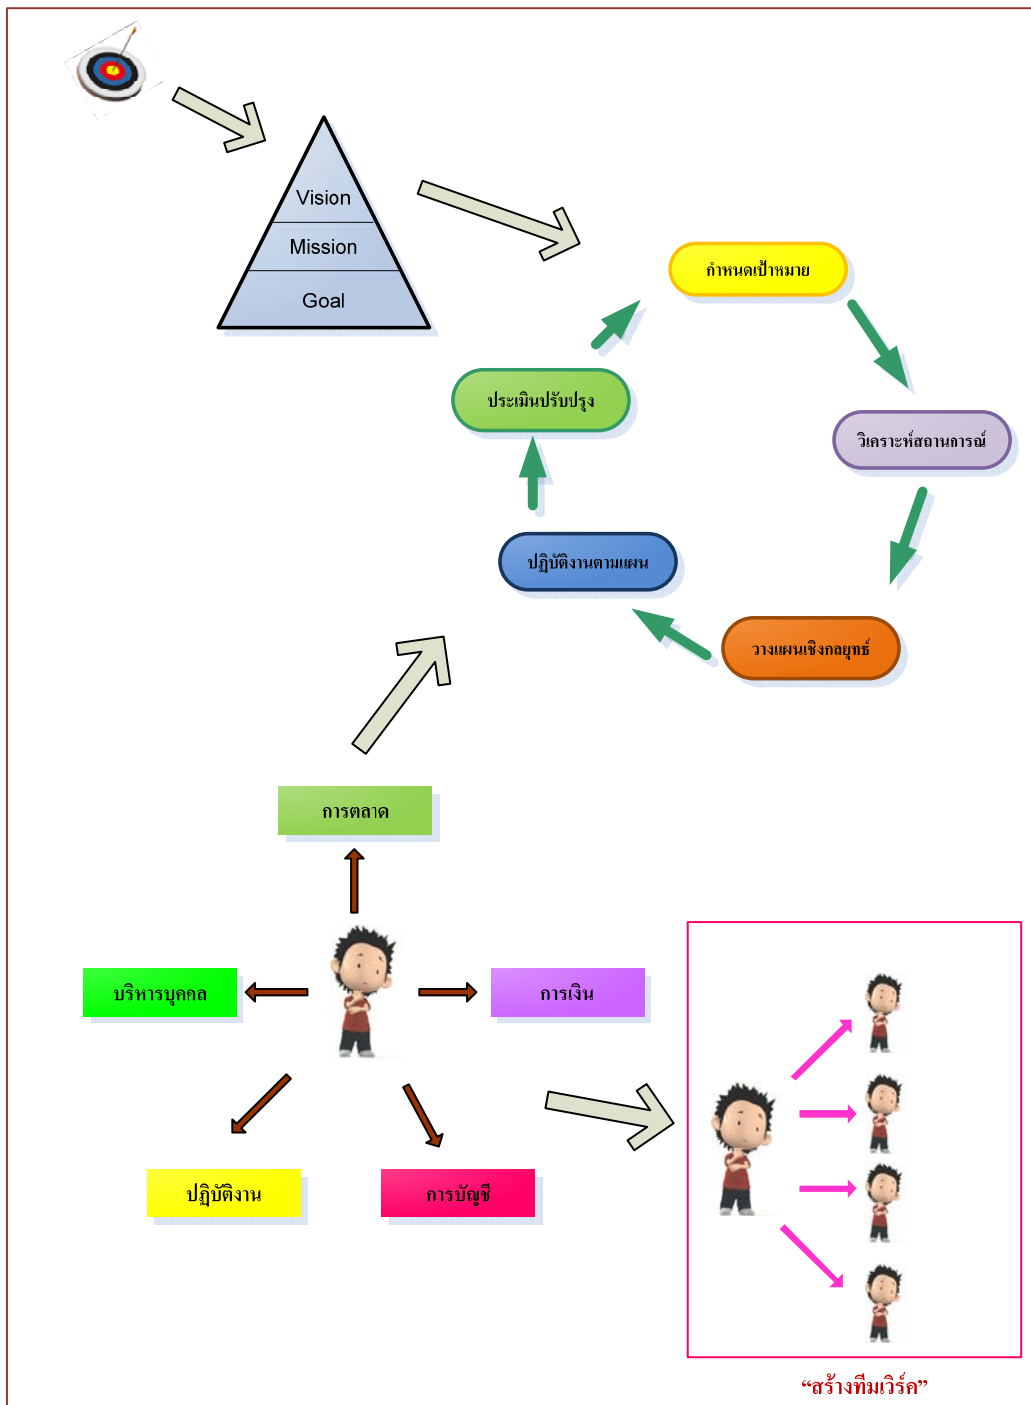 Vision
Mission
Goal
กำหนดเป้าหมาย
วิเคราะห์สถานการณ์
วางแผนเชิงกลยุทธ์
ปฏิบัติงานตามแผน
ประเมินปรับปรุง
การตลาด
บริหารบุคคล
การเงิน
ปฏิบัติงาน
การบัญชี
“สร้างทีมเวิร์ค”